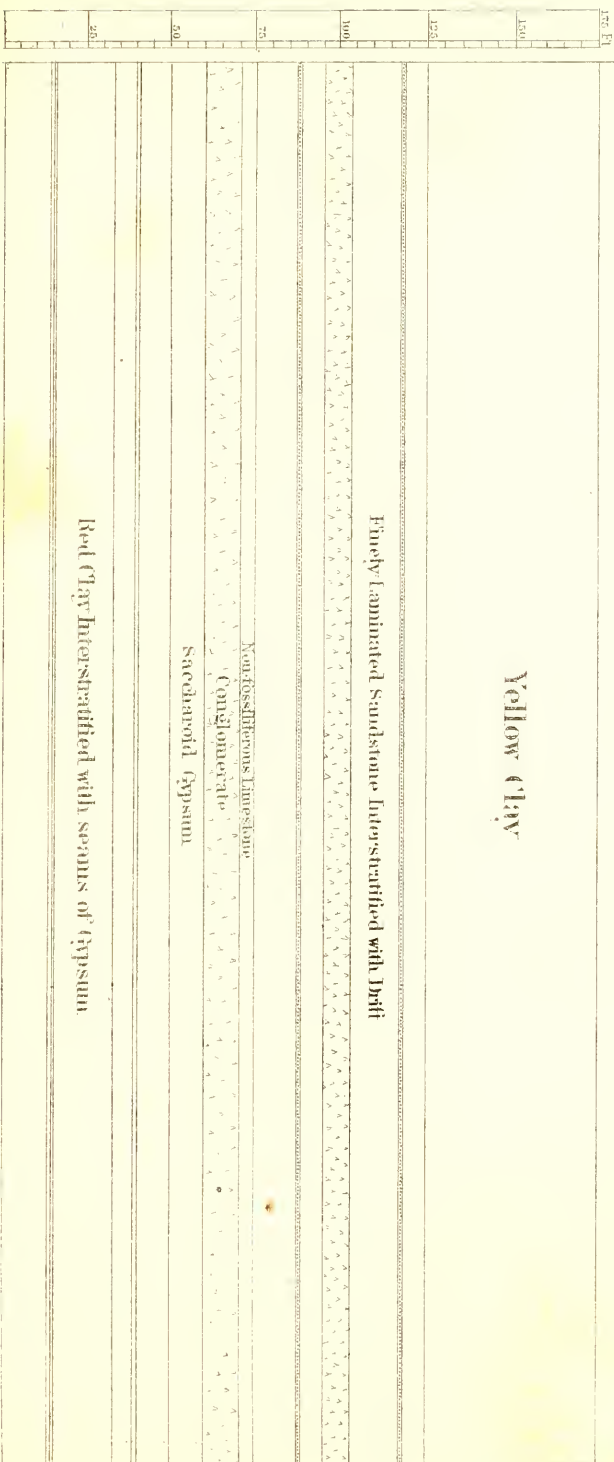 175 Ft
150
125
100
75
50
25
Yellow Clay
Finely Laminated Sandstone Interstratified with Drift
Non-fossiliferous Limestone
Conglomerate
Saccharoid Gypsum
Red Clay Interstratified with seams of Gypsum.